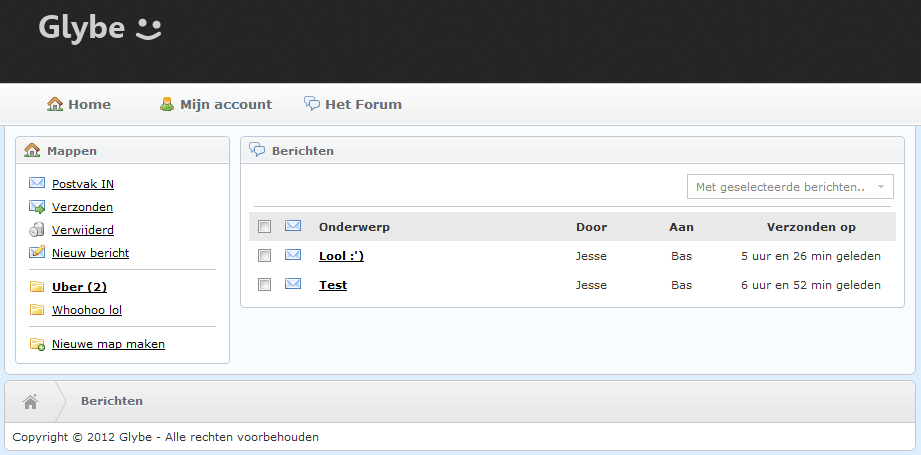 Glybe
Home Mijn account Het Forum
Mappen
Postvak IN
Verzonden
Verwijderd
Nieuw bericht
Uber (2)
Whoohoo lol
Nieuwe map maken
Berichten
Met geselecteerde berichten..
Onderwerp Door Aan Verzonden op
Lool :') Jesse Bas 5 uur en 26 min geleden
Test Jesse Bas 6 uur en 52 min geleden
Berichten
Copyright © 2012 Glybe - Alle rechten voorbehouden